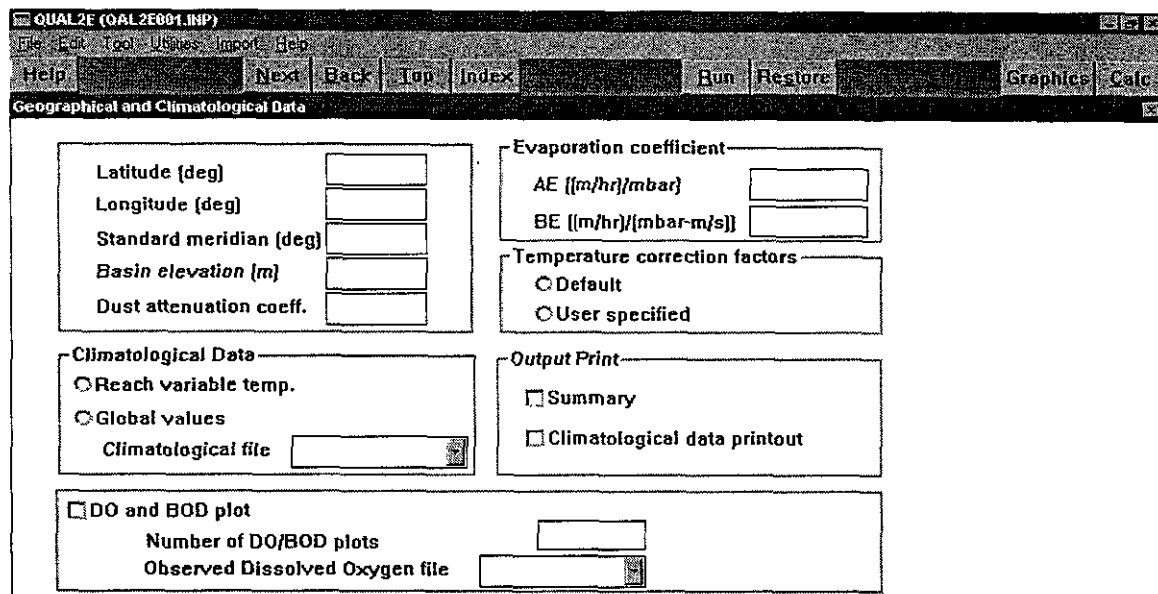 QUAL2E (QAL2E001.INP)
File Edit Tool Utilities Import Help
Help Next Back Top Index Run Restore Graphics Calc
Geographical and Climatological Data
Latitude (deg)
Longitude (deg)
Standard meridian (deg)
Basin elevation (m)
Dust attenuation coeff.
Evaporation coefficient
AE [(m/hr)/mbar]
BE [(m/hr)/(mbar-m/s)]
Temperature correction factors
Default
User specified
Climatological Data
Reach variable temp.
Global values
Climatological file
Output Print
Summary
Climatological data printout
DO and BOD plot
Number of DO/BOD plots
Observed Dissolved Oxygen file